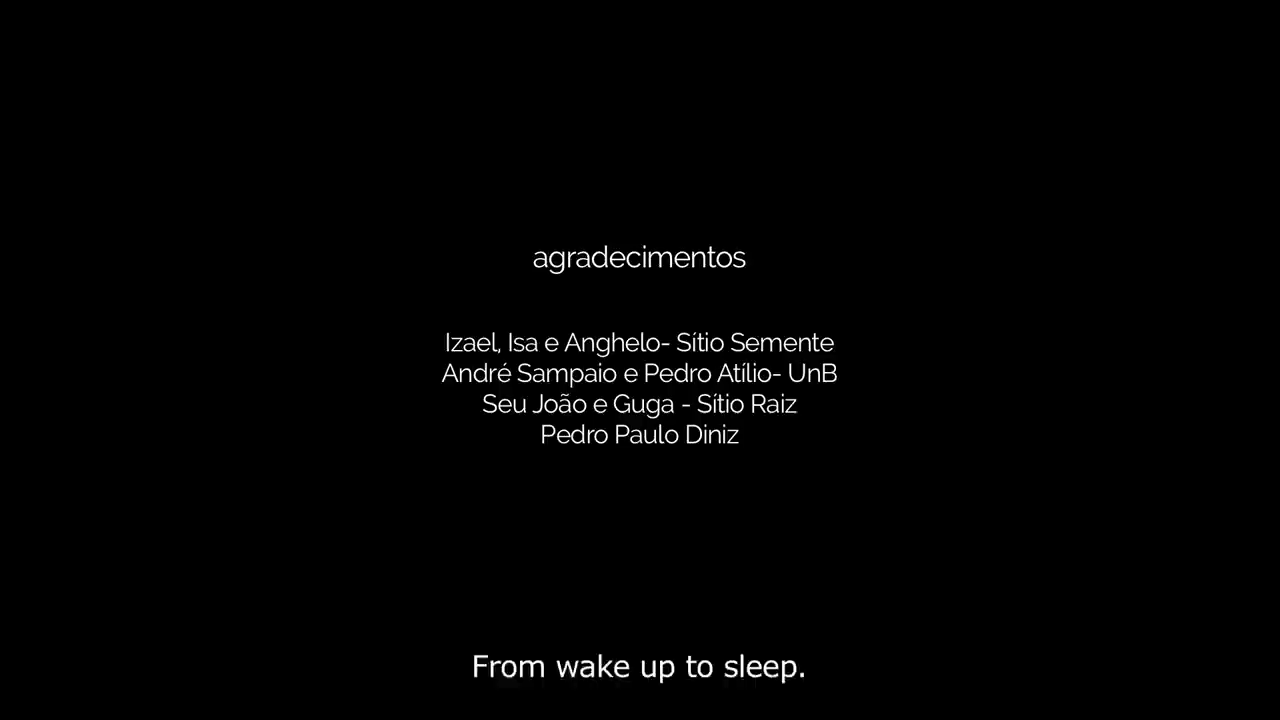 agradecimentos
Izael, Isa e Anghelo- Sítio Semente
André Sampaio e Pedro Atílio- UnB
Seu João e Guga - Sítio Raiz
Pedro Paulo Diniz
From wake up to sleep.